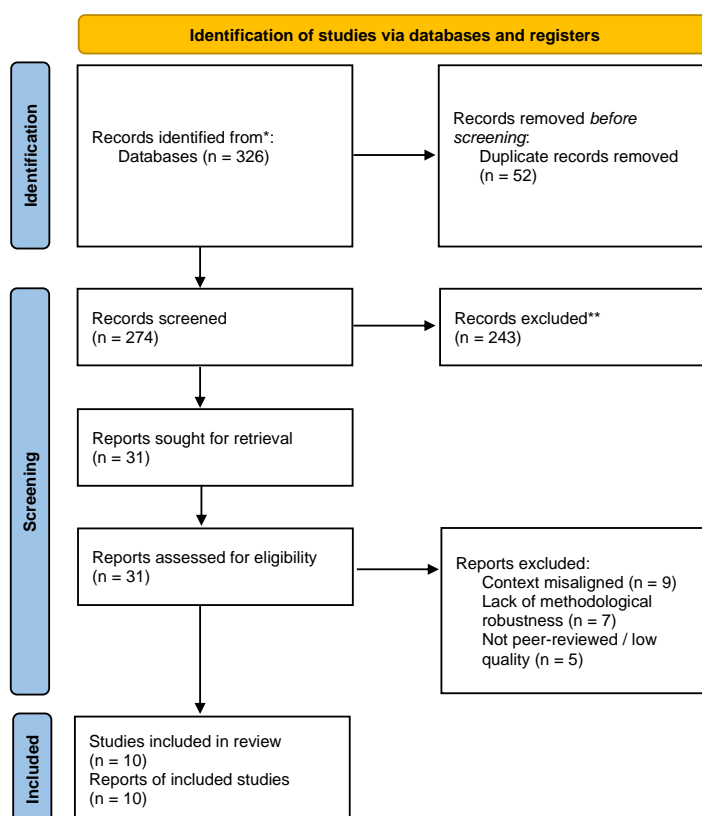 Identification of studies via databases and registers
Identification
Records identified from*:
Databases (n = 326)
Records removed before
screening:
Duplicate records removed
(n = 52)
Screening
Records screened
(n = 274)
Records excluded**
(n = 243)
Reports sought for retrieval
(n = 31)
Reports assessed for eligibility
(n = 31)
Reports excluded:
Context misaligned (n = 9)
Lack of methodological
robustness (n = 7)
Not peer-reviewed / low
quality (n = 5)
Included
Studies included in review
(n = 10)
Reports of included studies
(n = 10)